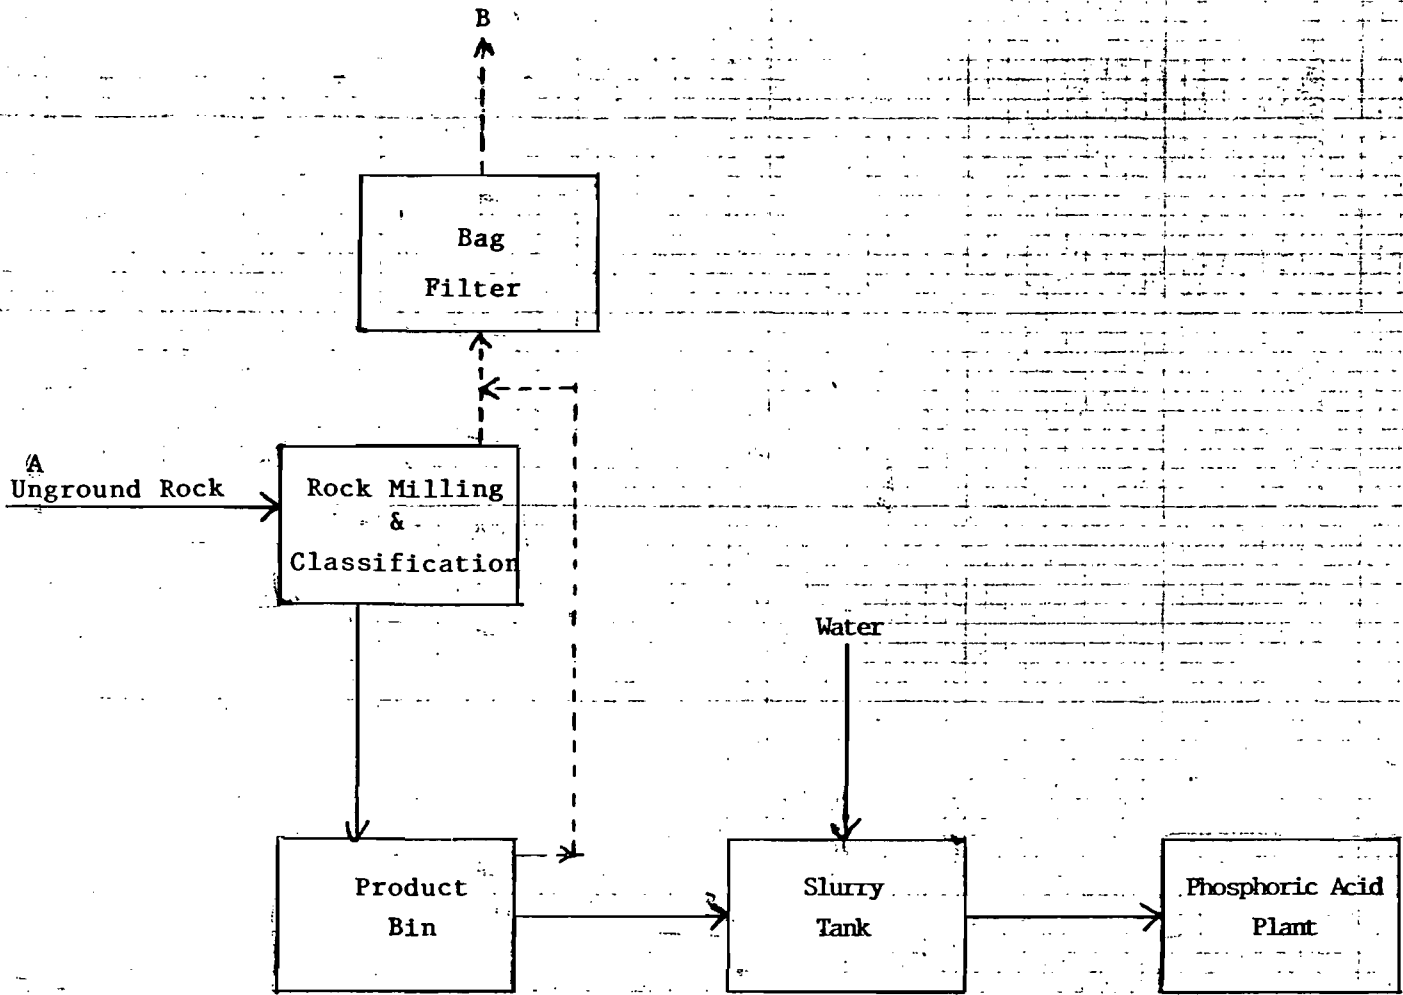 B
Bag
Filter
A
Unground Rock
Rock Milling
&
Classification
Water
Product
Bin
Slurry
Tank
Phosphoric Acid
Plant